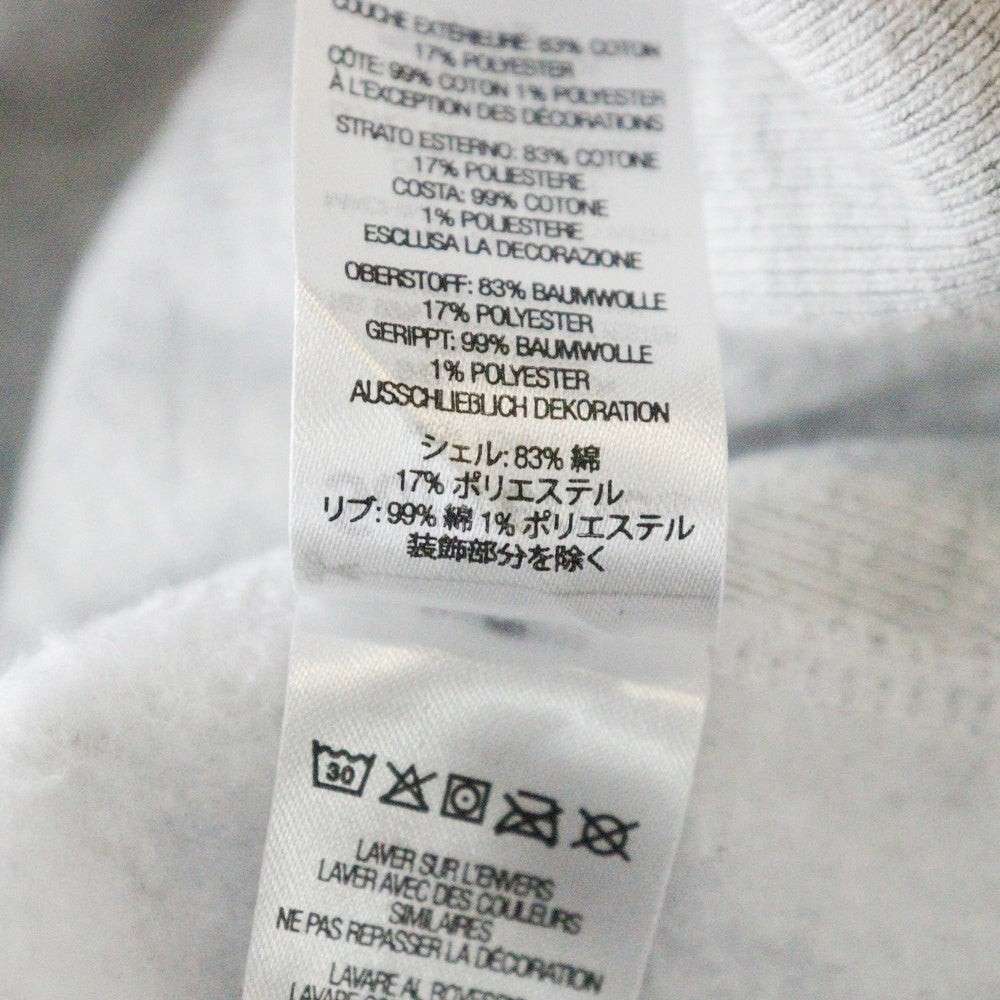 COUCHE EXTÉRIEURE: 83% COTON
17% POLYESTER
CÔTE: 99% COTON 1% POLYESTER
À L'EXCEPTION DES DÉCORATIONS
STRATO ESTERNO: 83% COTONE
17% POLIESTERE
COSTA: 99% COTONE
1% POLIESTERE
ESCLUSA LA DECORAZIONE
OBERSTOFF: 83% BAUMWOLLE
17% POLYESTER
GERIPPT: 99% BAUMWOLLE
1% POLYESTER
AUSSCHLIEBLICH DEKORATION
シェル: 83% 綿
17% ポリエステル
リブ: 99% 綿 1% ポリエステル
装飾部分を除く
30
LAVER SUR L'ENVERS
LAVER AVEC DES COULEURS
SIMILAIRES
NE PAS REPASSER LA DÉCORATION
LAVARE AL
LAVARE